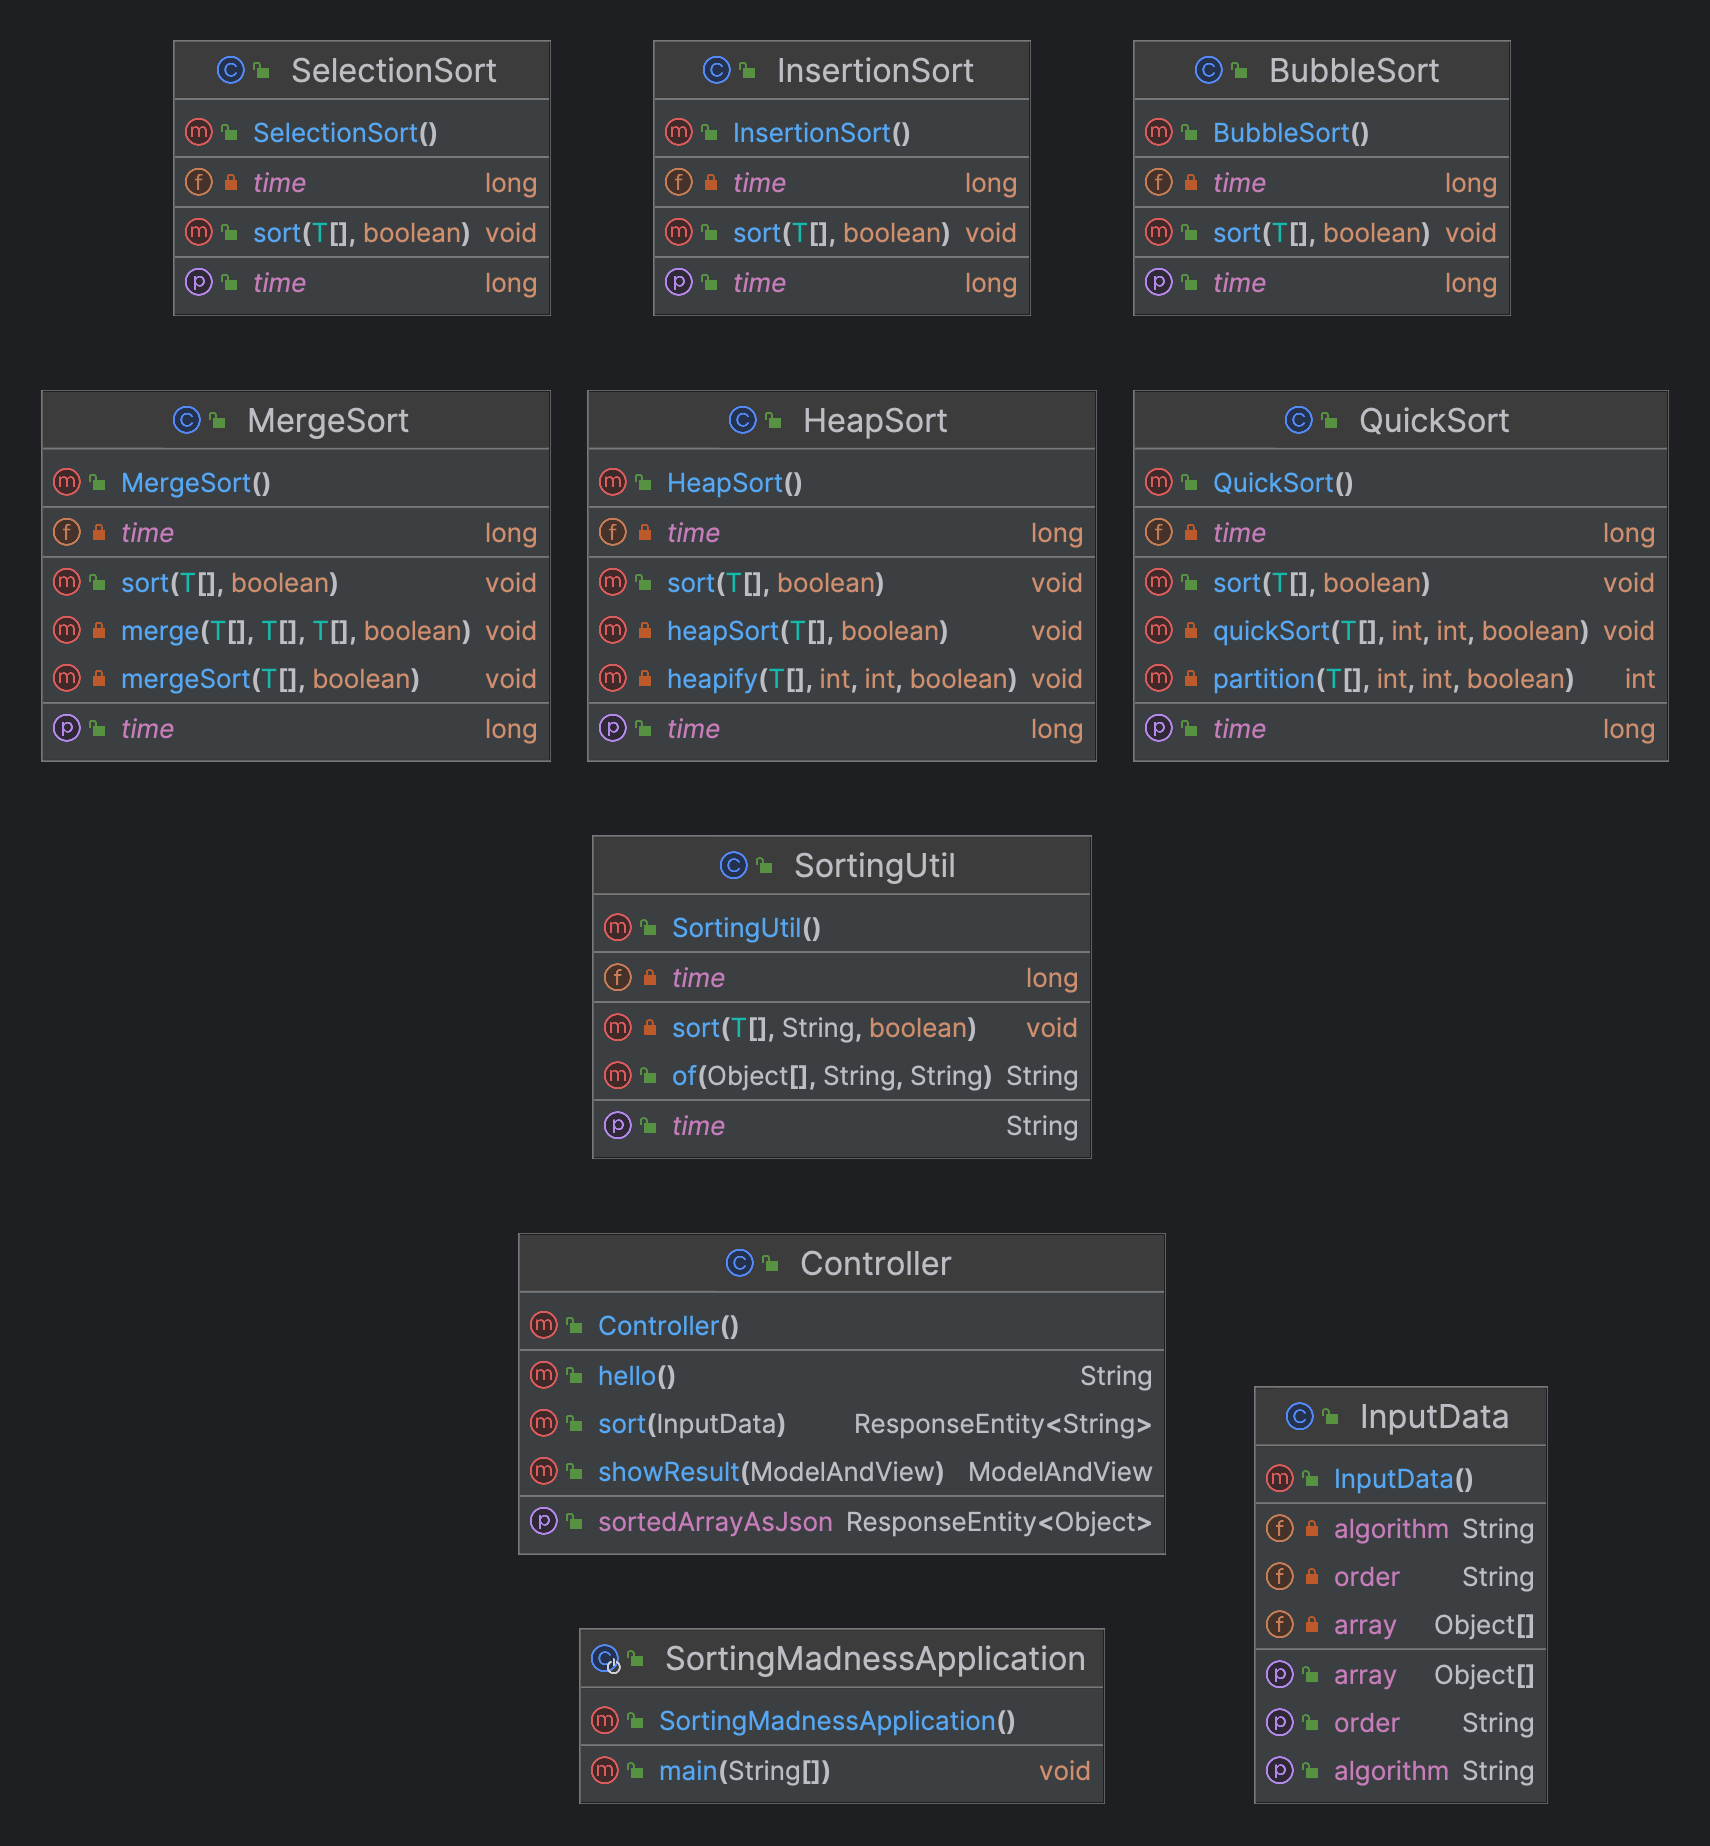 SelectionSort
SelectionSort()
time long
sort(T[], boolean) void
time long
InsertionSort
InsertionSort()
time long
sort(T[], boolean) void
time long
BubbleSort
BubbleSort()
time long
sort(T[], boolean) void
time long
MergeSort
MergeSort()
time long
sort(T[], boolean) void
merge(T[], T[], T[], boolean) void
mergeSort(T[], boolean) void
time long
HeapSort
HeapSort()
time long
sort(T[], boolean) void
heapSort(T[], boolean) void
heapify(T[], int, int, boolean) void
time long
QuickSort
QuickSort()
time long
sort(T[], boolean) void
quickSort(T[], int, int, boolean) void
partition(T[], int, int, boolean) int
time long
SortingUtil
SortingUtil()
time long
sort(T[], String, boolean) void
of(Object[], String, String) String
time String
Controller
Controller()
hello() String
sort(InputData) ResponseEntity<String>
showResult(ModelAndView) ModelAndView
sortedArrayAsJson ResponseEntity<Object>
InputData
InputData()
algorithm String
order String
array Object[]
array Object[]
order String
algorithm String
SortingMadnessApplication
SortingMadnessApplication()
main(String[]) void